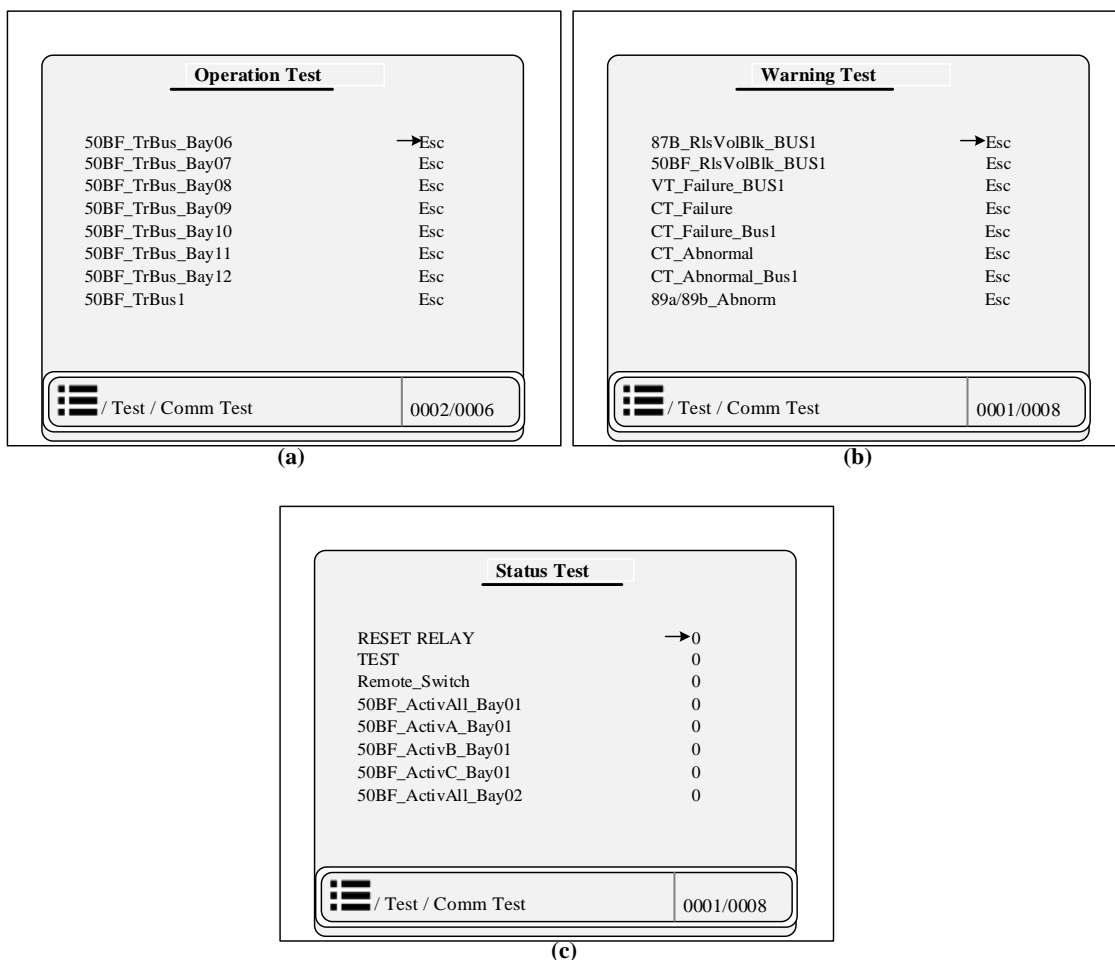 Operation Test
50BF_TrBus_Bay06 Esc
50BF_TrBus_Bay07 Esc
50BF_TrBus_Bay08 Esc
50BF_TrBus_Bay09 Esc
50BF_TrBus_Bay10 Esc
50BF_TrBus_Bay11 Esc
50BF_TrBus_Bay12 Esc
50BF_TrBus1 Esc
/ Test / Comm Test 0002/0006
(a)
Warning Test
87B_RlsVolBlk_BUS1 Esc
50BF_RlsVolBlk_BUS1 Esc
VT_Failure_BUS1 Esc
CT_Failure Esc
CT_Failure_Bus1 Esc
CT_Abnormal Esc
CT_Abnormal_Bus1 Esc
89a/89b_Abnorm Esc
/ Test / Comm Test 0001/0008
(b)
Status Test
RESET RELAY 0
TEST 0
Remote_Switch 0
50BF_ActivAll_Bay01 0
50BF_ActivA_Bay01 0
50BF_ActivB_Bay01 0
50BF_ActivC_Bay01 0
50BF_ActivAll_Bay02 0
/ Test / Comm Test 0001/0008
(c)